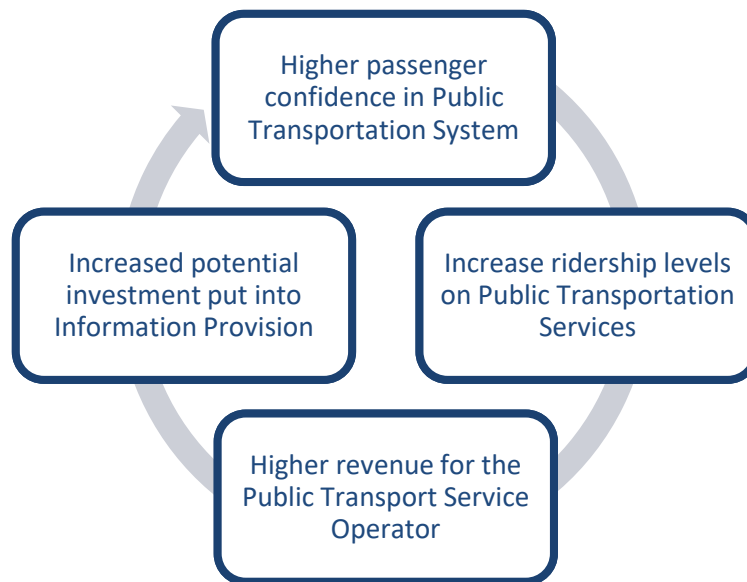 Higher passenger
confidence in Public
Transportation System
Increased potential
investment put into
Information Provision
Increase ridership levels
on Public Transportation
Services
Higher revenue for the
Public Transport Service
Operator